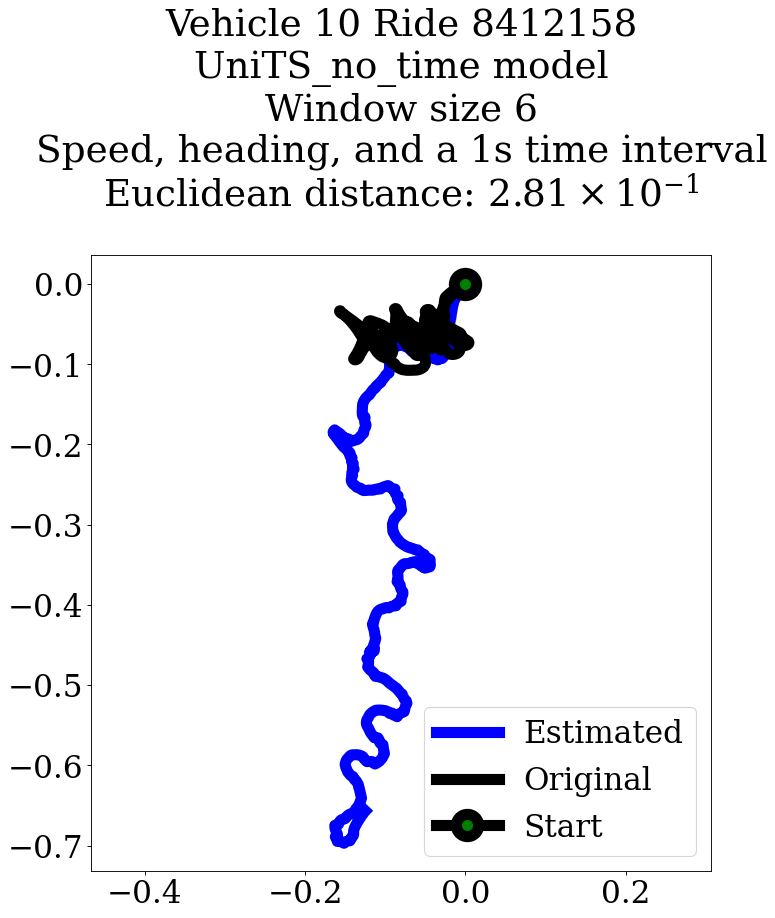 Vehicle 10 Ride 8412158
UniTS_no_time model
Window size 6
Speed, heading, and a 1s time interval
Euclidean distance: 2.81 × 10⁻¹
0.0
−0.1
−0.2
−0.3
−0.4
−0.5
−0.6
−0.7
−0.4
−0.2
0.0
0.2
Estimated
Original
Start